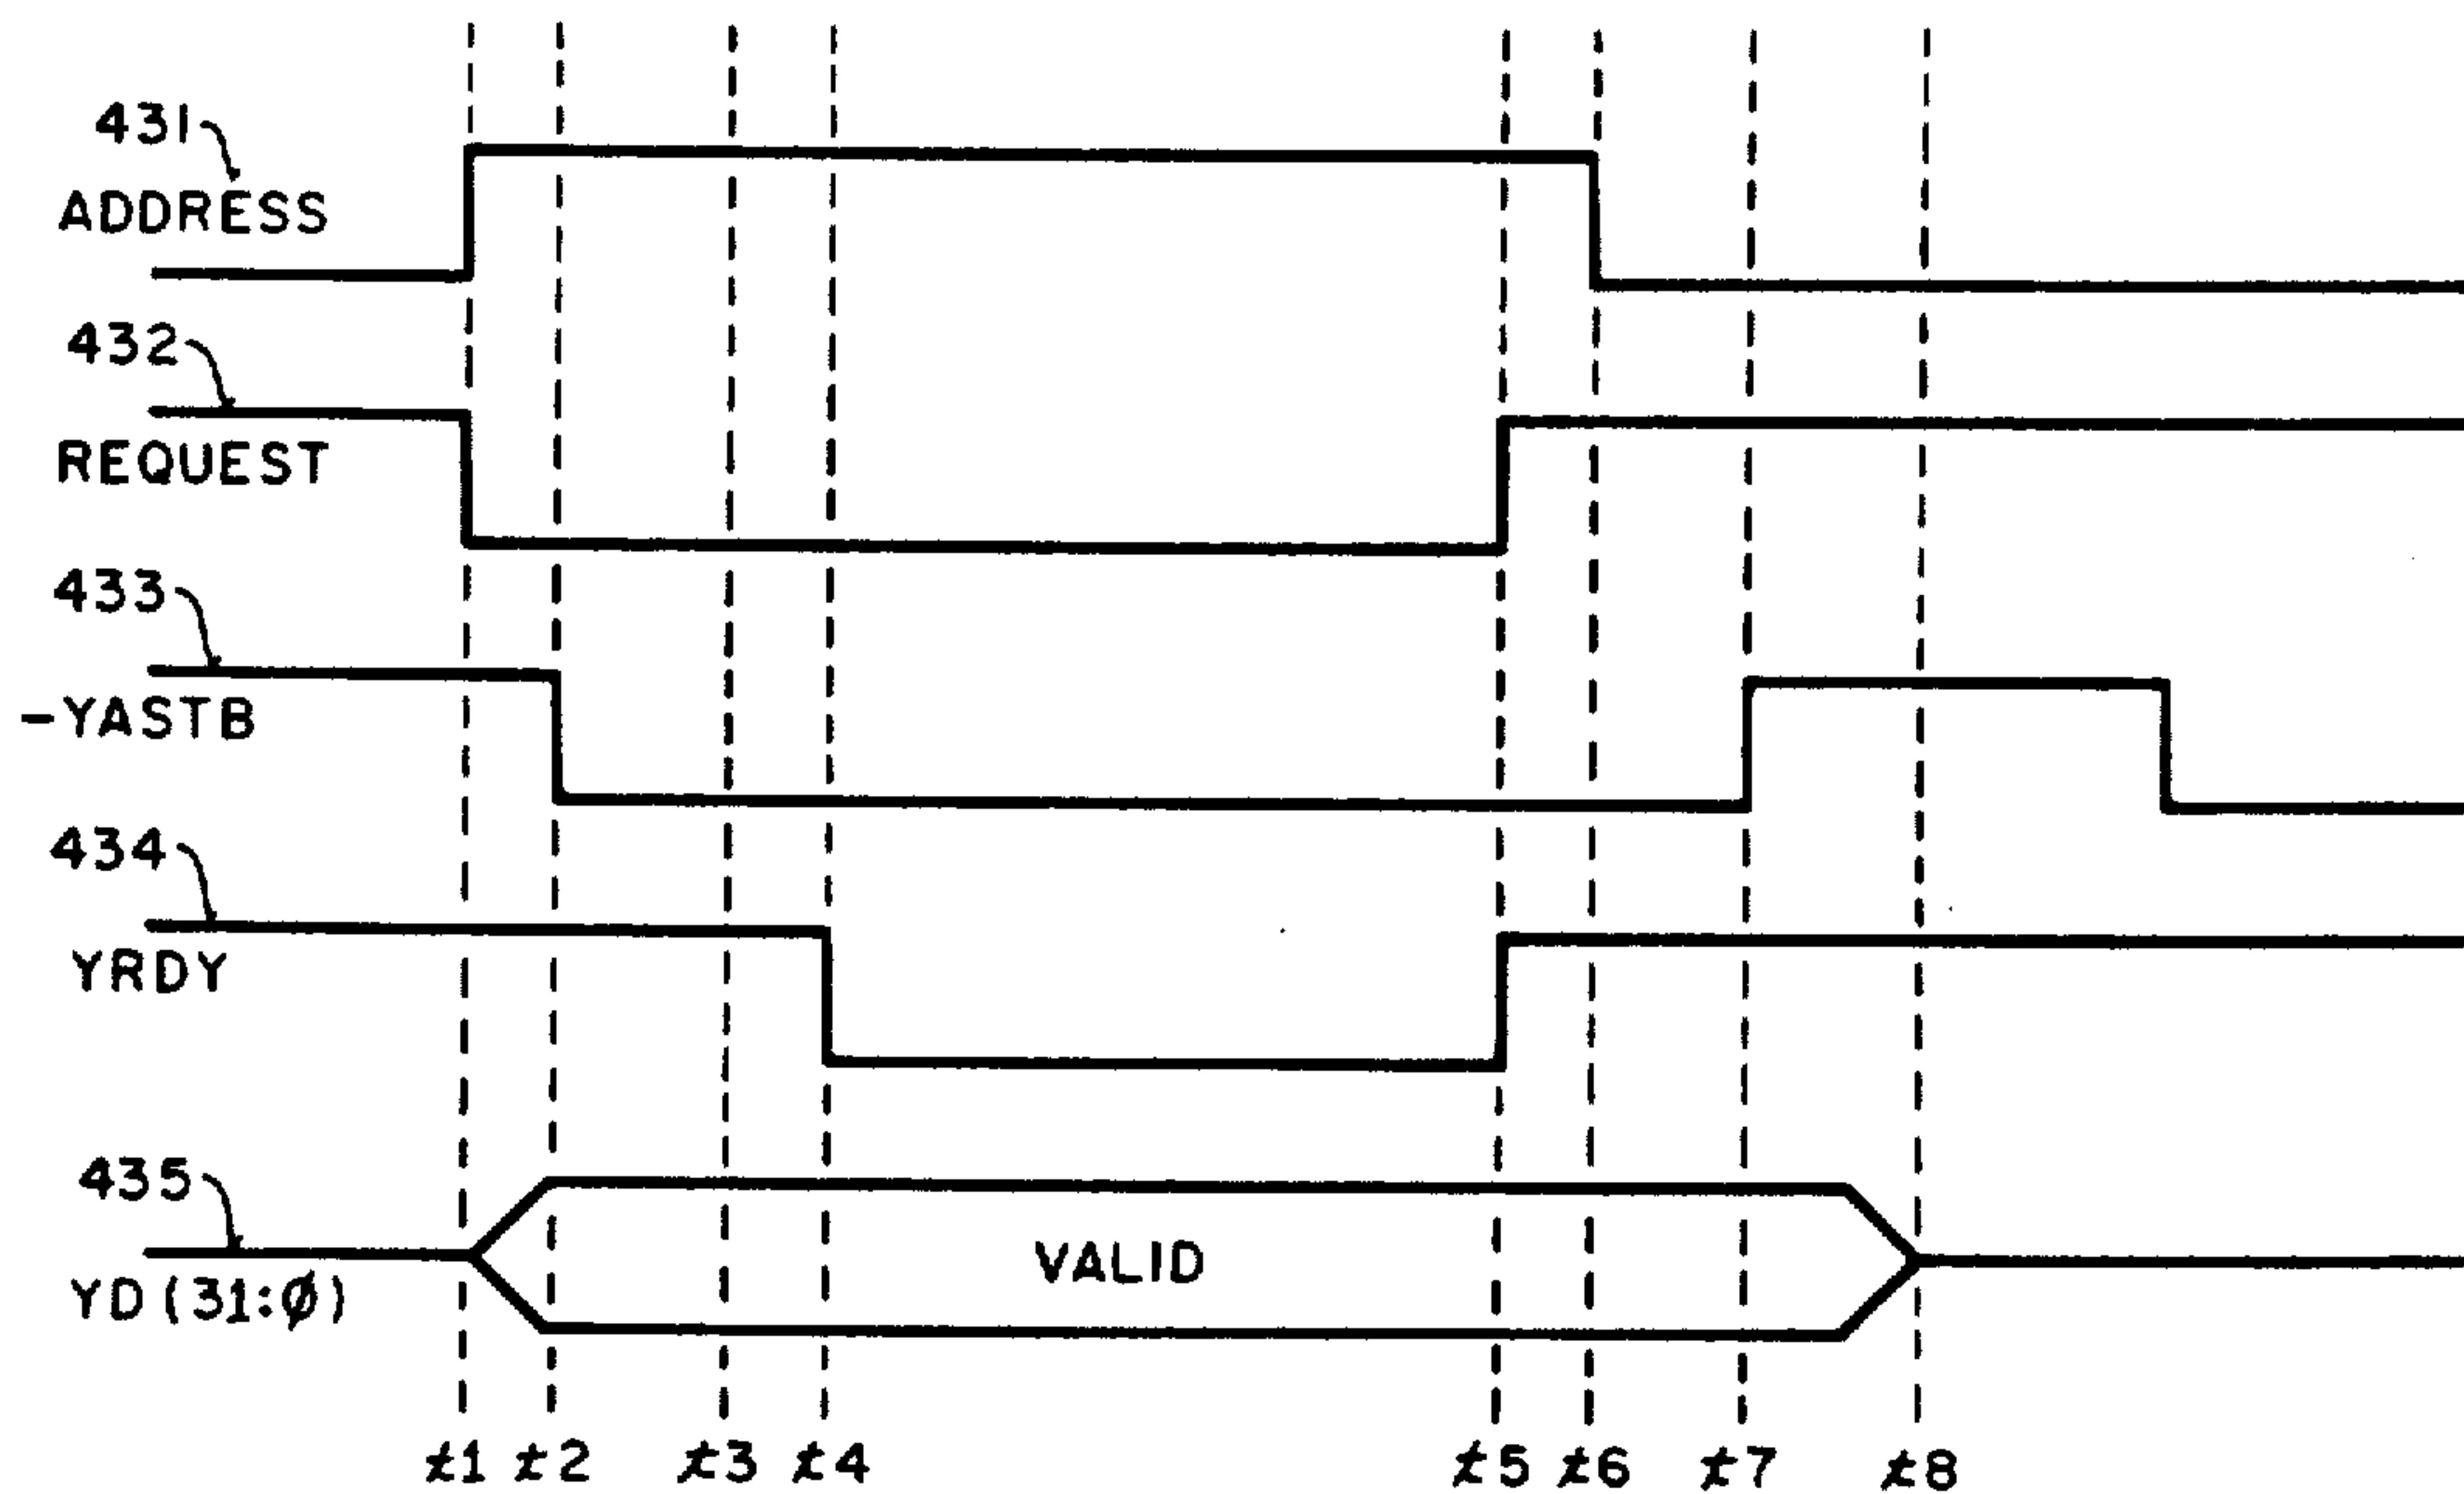 431
ADDRESS
432
REQUEST
433
-YASTB
434
YRDY
435
YD(31:Ø)
VALID
t1 t2 t3 t4 t5 t6 t7 t8